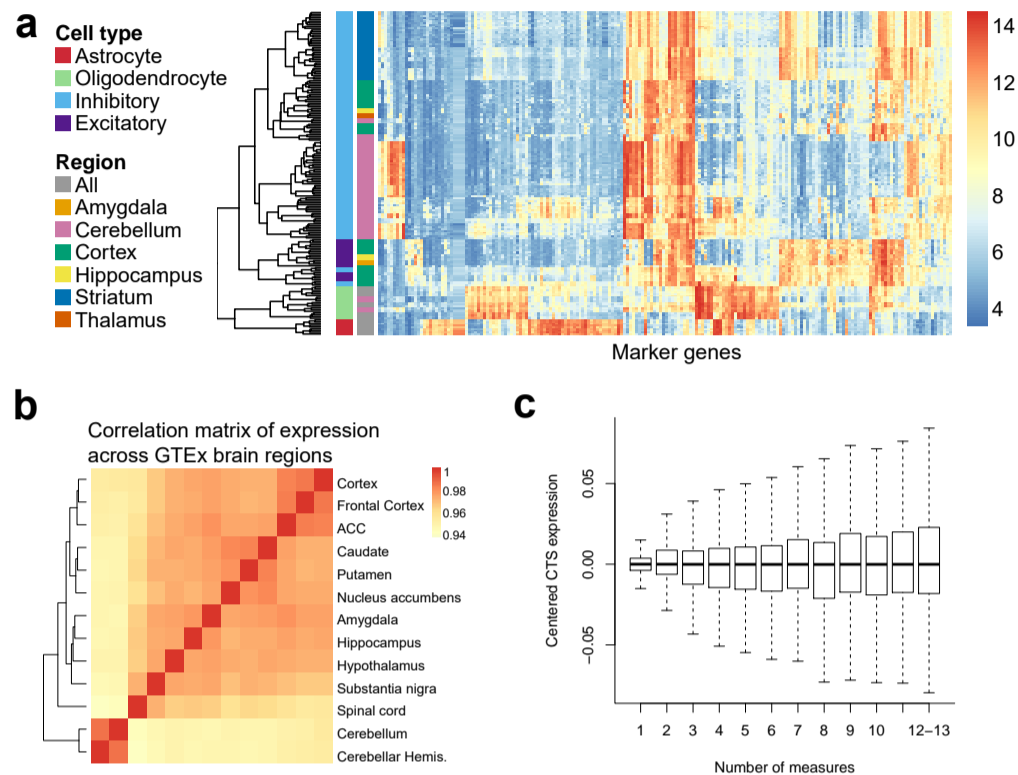 a
Cell type
Astrocyte
Oligodendrocyte
Inhibitory
Excitatory
Region
All
Amygdala
Cerebellum
Cortex
Hippocampus
Striatum
Thalamus
14
12
10
8
6
4
Marker genes
b
Correlation matrix of expression
across GTEx brain regions
Cortex
Frontal Cortex
ACC
Caudate
Putamen
Nucleus accumbens
Amygdala
Hippocampus
Hypothalamus
Substantia nigra
Spinal cord
Cerebellum
Cerebellar Hemis.
1
0.98
0.96
0.94
c
Centered CTS expression
0.05
0.00
−0.05
1 2 3 4 5 6 7 8 9 10 12−13
Number of measures